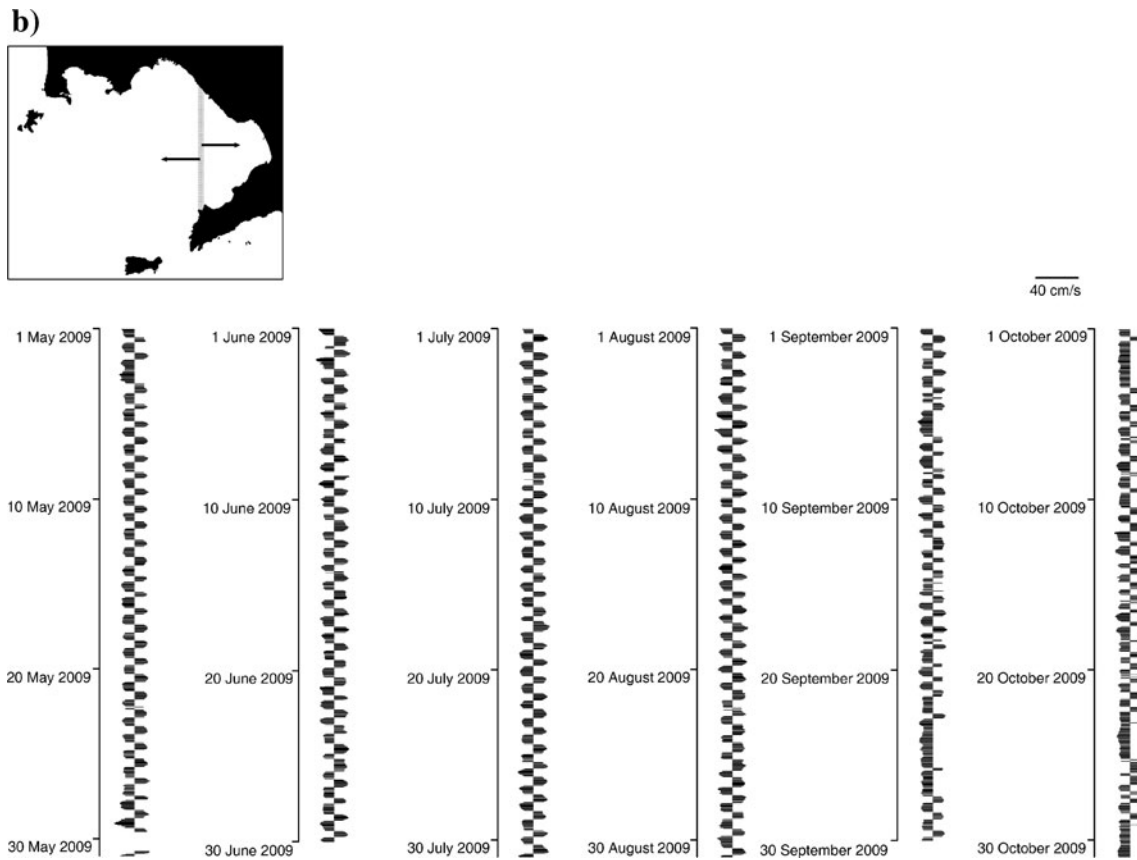 b)
40 cm/s
1 May 2009 1 June 2009 1 July 2009 1 August 2009 1 September 2009 1 October 2009
10 May 2009 10 June 2009 10 July 2009 10 August 2009 10 September 2009 10 October 2009
20 May 2009 20 June 2009 20 July 2009 20 August 2009 20 September 2009 20 October 2009
30 May 2009 30 June 2009 30 July 2009 30 August 2009 30 September 2009 30 October 2009